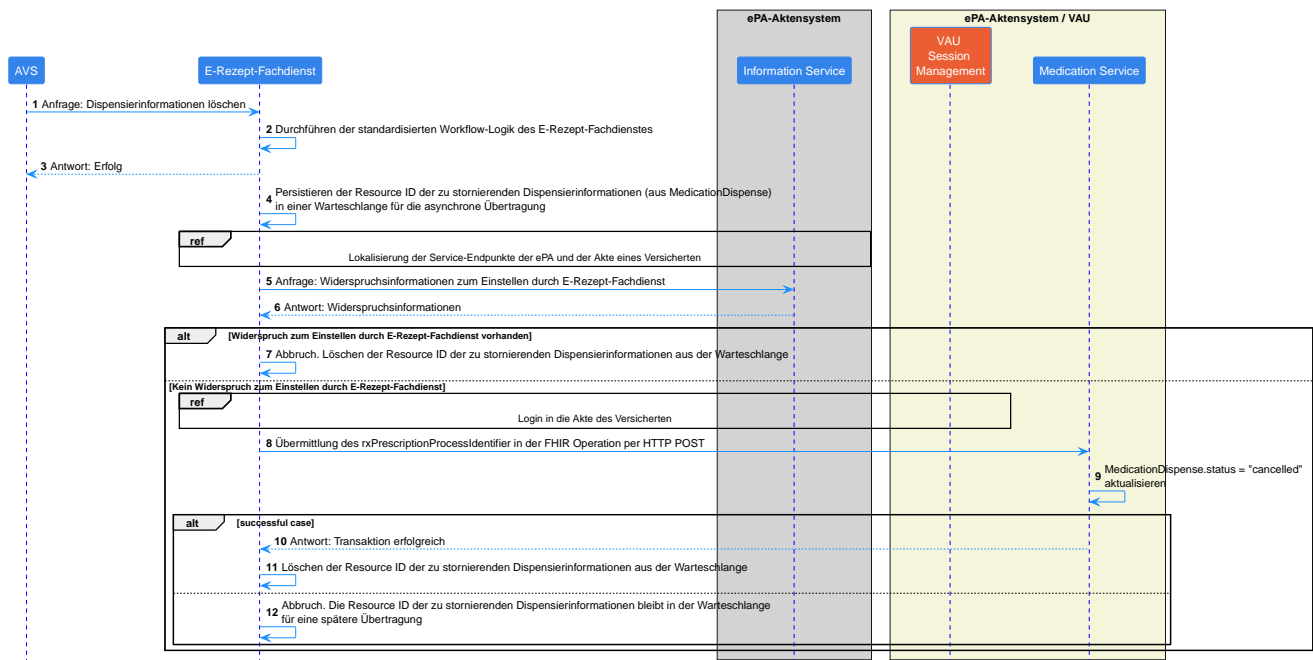 ePA-Aktensystem
ePA-Aktensystem / VAU
AVS
E-Rezept-Fachdienst
Information Service
VAU
Session
Management
Medication Service
1 Anfrage: Dispensierinformationen löschen
2 Durchführen der standardisierten Workflow-Logik des E-Rezept-Fachdienstes
3 Antwort: Erfolg
4 Persistieren der Resource ID der zu stornierenden Dispensierinformationen (aus MedicationDispense)
in einer Warteschlange für die asynchrone Übertragung
ref
Lokalisierung der Service-Endpunkte der ePA und der Akte eines Versicherten
5 Anfrage: Widerspruchsinformationen zum Einstellen durch E-Rezept-Fachdienst
6 Antwort: Widerspruchsinformationen
alt [Widerspruch zum Einstellen durch E-Rezept-Fachdienst vorhanden]
7 Abbruch. Löschen der Resource ID der zu stornierenden Dispensierinformationen aus der Warteschlange
[Kein Widerspruch zum Einstellen durch E-Rezept-Fachdienst]
ref
Login in die Akte des Versicherten
8 Übermittlung des rxPrescriptionProcessIdentifier in der FHIR Operation per HTTP POST
9 MedicationDispense.status = "cancelled"
aktualisieren
alt [successful case]
10 Antwort: Transaktion erfolgreich
11 Löschen der Resource ID der zu stornierenden Dispensierinformationen aus der Warteschlange
12 Abbruch. Die Resource ID der zu stornierenden Dispensierinformationen bleibt in der Warteschlange
für eine spätere Übertragung